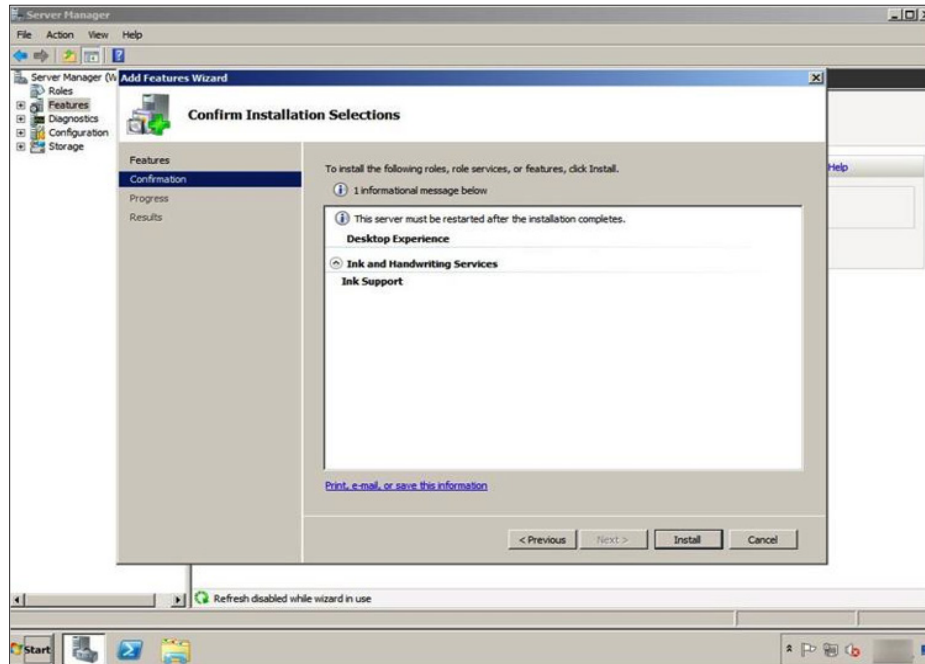 Server Manager
File Action View Help
Server Manager (W
Roles
Features
Diagnostics
Configuration
Storage
Add Features Wizard
Confirm Installation Selections
Features
Confirmation
Progress
Results
To install the following roles, role services, or features, click Install.
1 informational message below
This server must be restarted after the installation completes.
Desktop Experience
Ink and Handwriting Services
Ink Support
Print, e-mail, or save this information
< Previous Next > Install Cancel
Help
Refresh disabled while wizard in use
Start